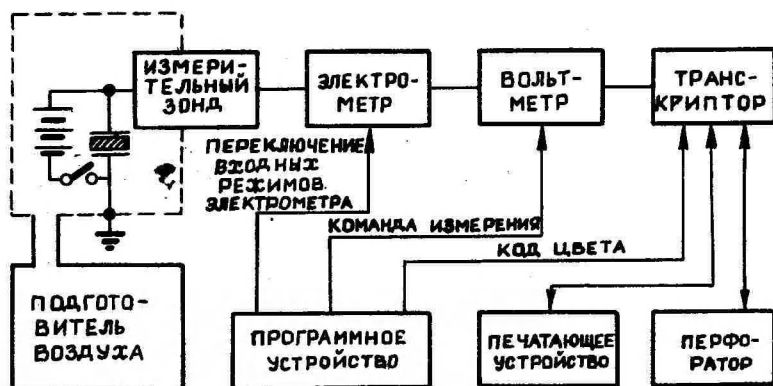 ИЗМЕРИ-
ТЕЛЬНЫЙ
ЗОНД
ЭЛЕКТРО-
МЕТР
ВОЛЬТ-
МЕТР
ТРАНС-
КРИПТОР
ПЕРЕКЛЮЧЕНИЕ
ВХОДНЫХ
РЕЖИМОВ.
ЭЛЕКТРОМЕТРА
КОМАНДА ИЗМЕРЕНИЯ
КОД ЦВЕТА
ПОДГОТО-
ВИТЕЛЬ
ВОЗДУХА
ПРОГРАММНОЕ
УСТРОЙСТВО
ПЕЧАТАЮЩЕЕ
УСТРОЙСТВО
ПЕРФО-
РАТОР